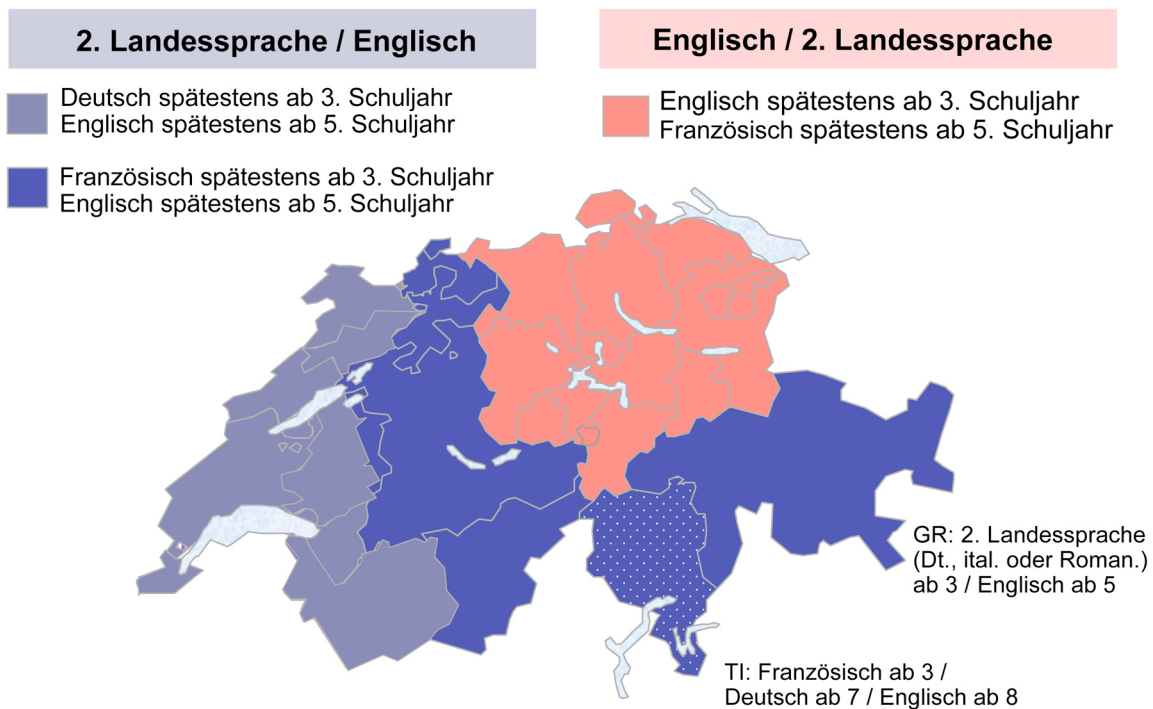 2. Landessprache / Englisch
Englisch / 2. Landessprache
Deutsch spätestens ab 3. Schuljahr
Englisch spätestens ab 5. Schuljahr
Englisch spätestens ab 3. Schuljahr
Französisch spätestens ab 5. Schuljahr
Französisch spätestens ab 3. Schuljahr
Englisch spätestens ab 5. Schuljahr
GR: 2. Landessprache
(Dt., ital. oder Roman.)
ab 3 / Englisch ab 5
TI: Französisch ab 3 /
Deutsch ab 7 / Englisch ab 8